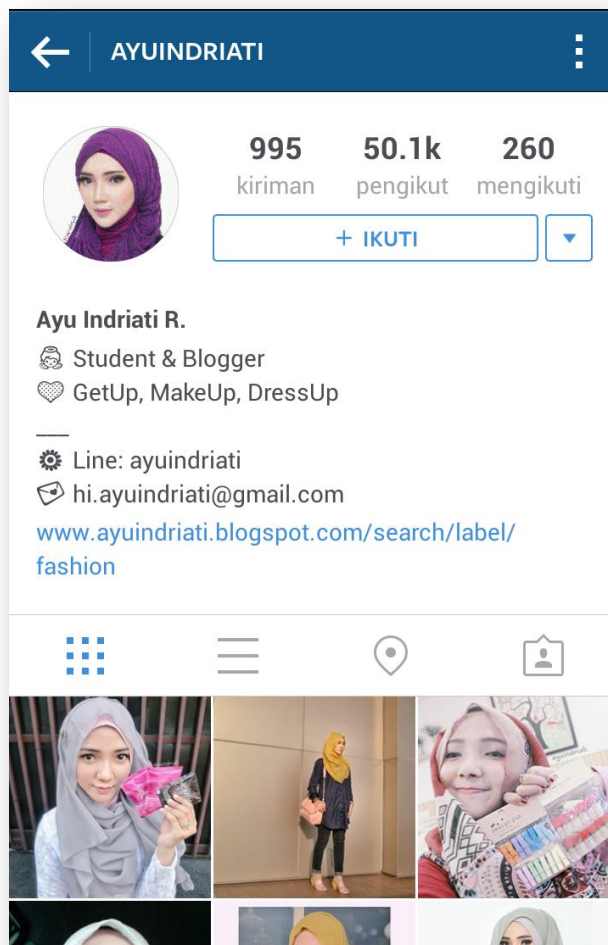 AYUINDRIATI
995 50.1k 260
kiriman pengikut mengikuti
+ IKUTI
Ayu Indriati R.
Student & Blogger
GetUp, MakeUp, DressUp
___
Line: ayuindriati
hi.ayuindriati@gmail.com
www.ayuindriati.blogspot.com/search/label/
fashion